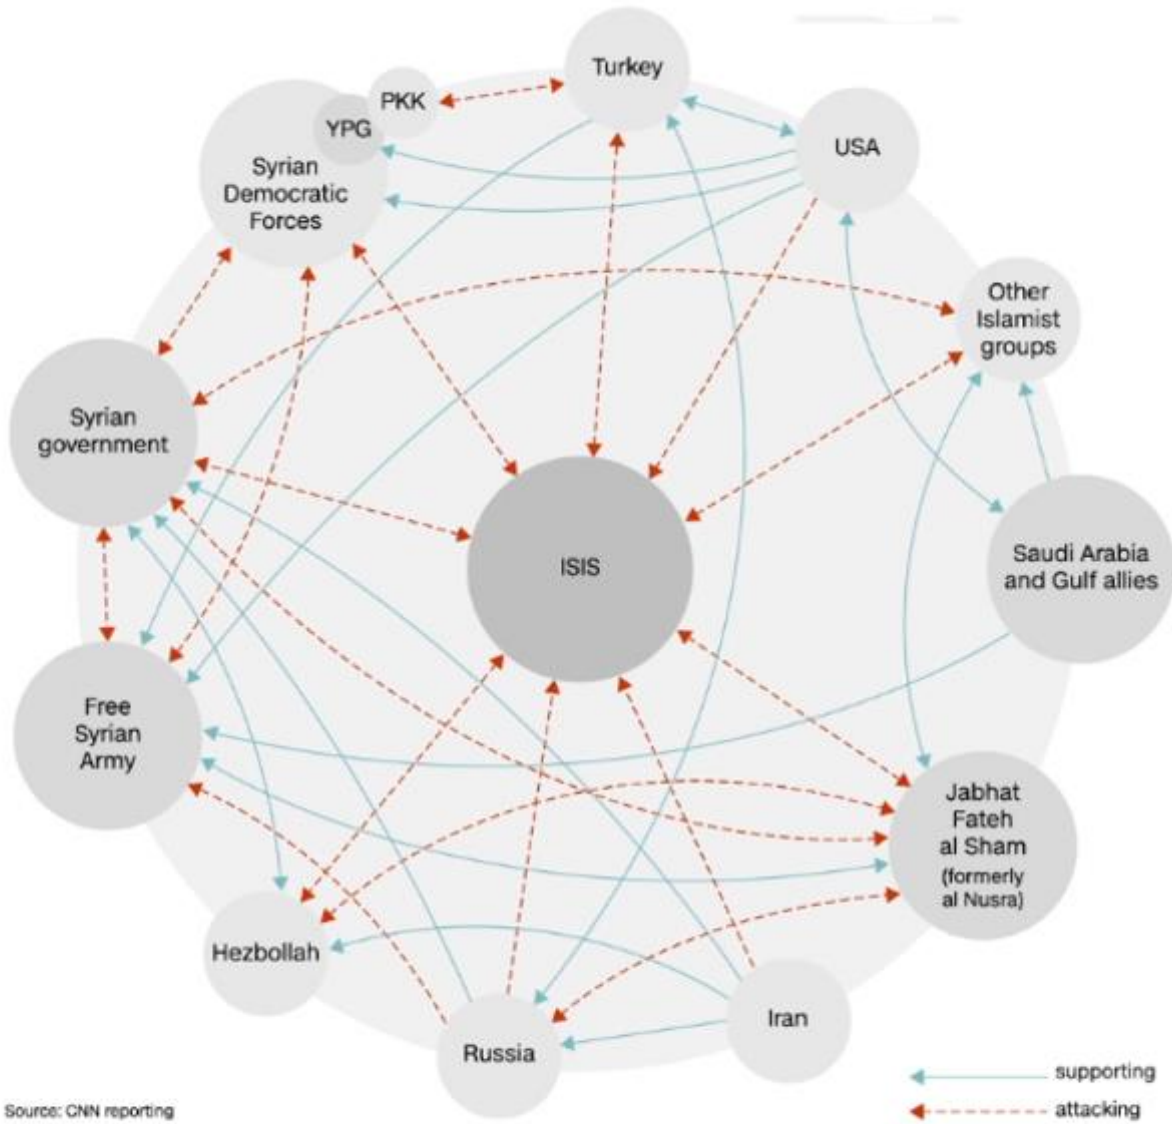 Turkey
PKK
YPG
USA
Syrian
Democratic
Forces
Other
Islamist
groups
Syrian
government
ISIS
Saudi Arabia
and Gulf allies
Free
Syrian
Army
Jabhat
Fateh
al Sham
(formerly
al Nusra)
Hezbollah
Iran
Russia
supporting
attacking
Source: CNN reporting